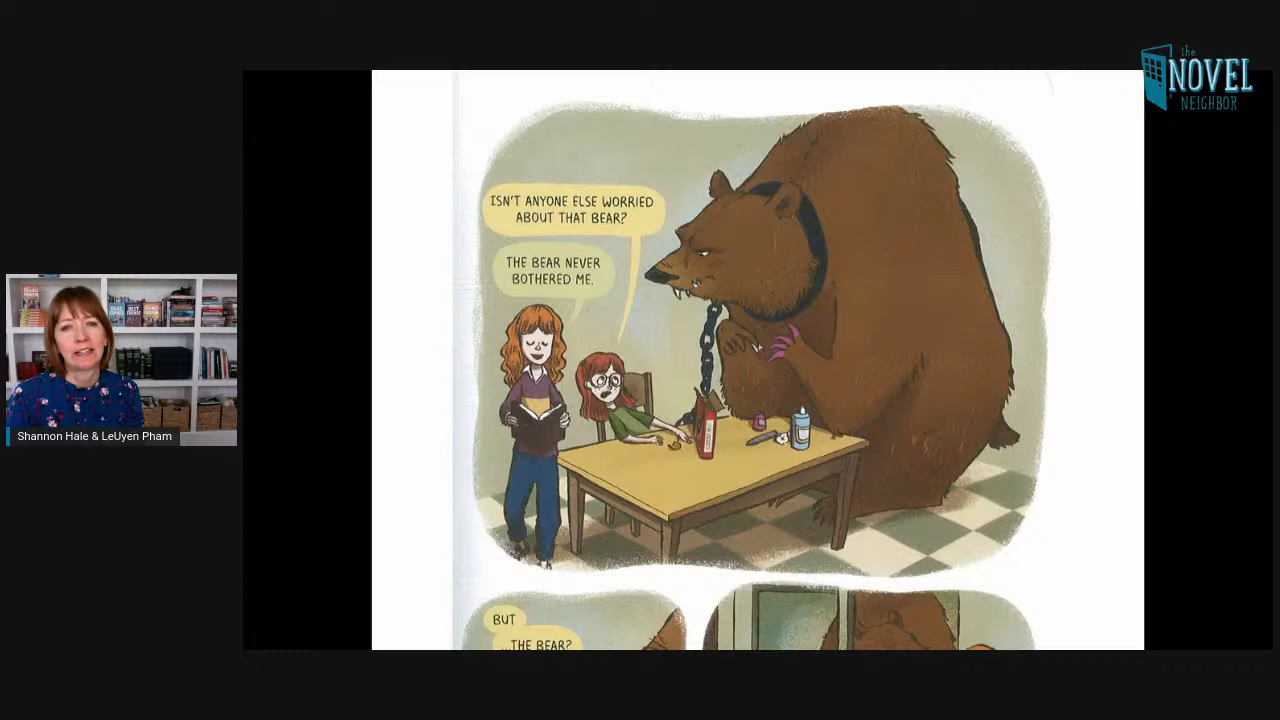 the
NOVEL
NEIGHBOR
ISN'T ANYONE ELSE WORRIED
ABOUT THAT BEAR?
THE BEAR NEVER
BOTHERED ME.
BUT
...THE BEAR?
Shannon Hale & LeUyen Pham